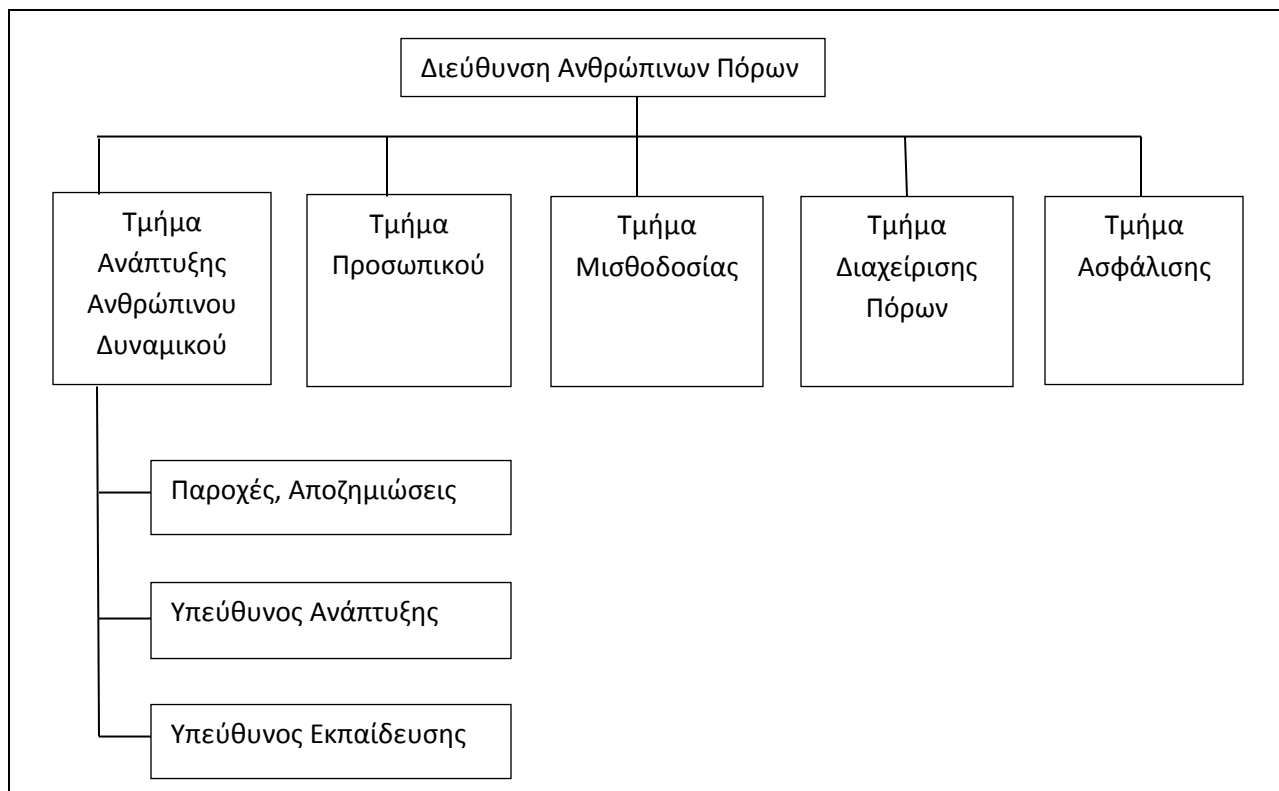 Διεύθυνση Ανθρώπινων Πόρων
Τμήμα
Ανάπτυξης
Ανθρώπινου
Δυναμικού
Τμήμα
Προσωπικού
Τμήμα
Μισθοδοσίας
Τμήμα
Διαχείρισης
Πόρων
Τμήμα
Ασφάλισης
Παροχές, Αποζημιώσεις
Υπεύθυνος Ανάπτυξης
Υπεύθυνος Εκπαίδευσης